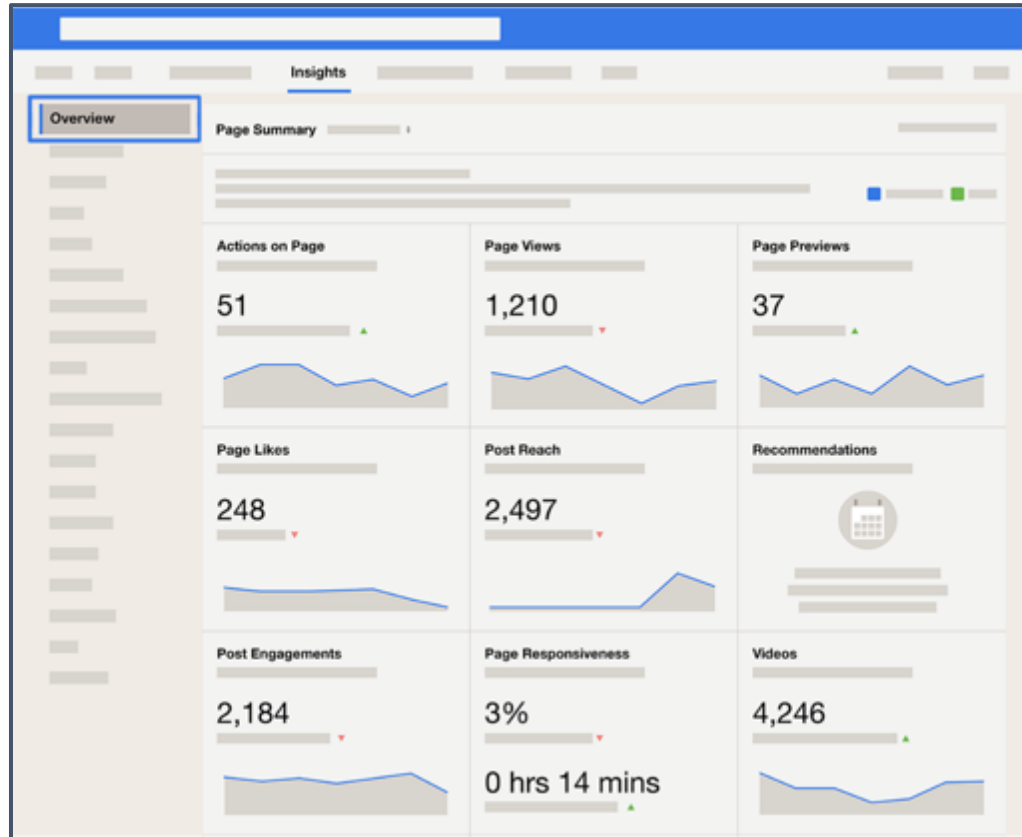 Insights
Overview
Page Summary
Actions on Page
Page Views
Page Previews
51
1,210
37
Page Likes
Post Reach
Recommendations
248
2,497
Post Engagements
Page Responsiveness
Videos
2,184
3%
4,246
0 hrs 14 mins